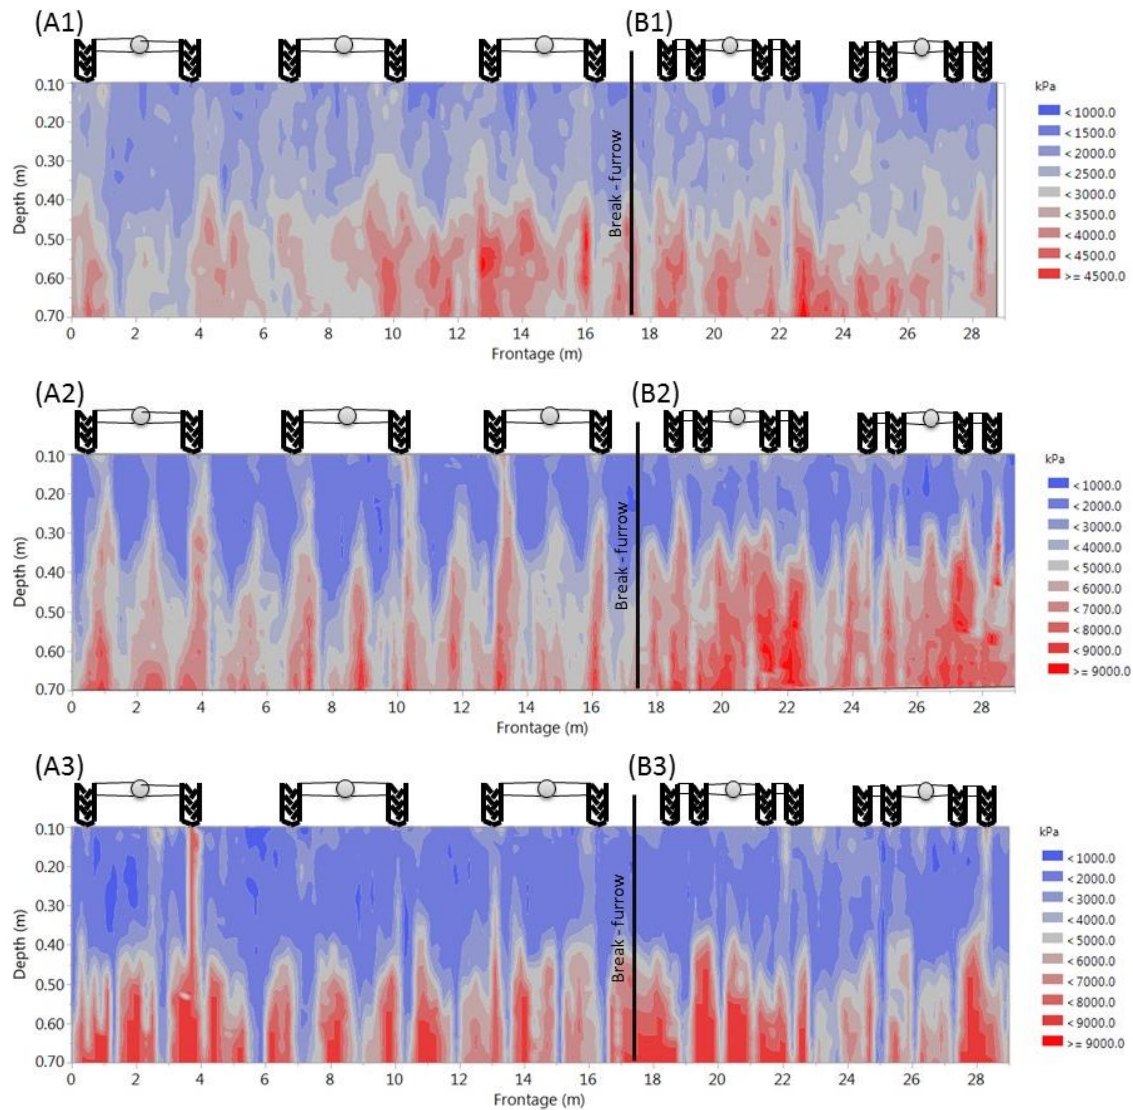 (A1) (B1)
kPa
0.10
0.20
0.30
0.40
0.50
0.60
0.70
Depth (m)
Break - furrow
< 1000.0
< 1500.0
< 2000.0
< 2500.0
< 3000.0
< 3500.0
< 4000.0
< 4500.0
>= 4500.0
0 2 4 6 8 10 12 14 16 18 20 22 24 26 28
Frontage (m)
(A2) (B2)
kPa
0.10
0.20
0.30
0.40
0.50
0.60
0.70
Depth (m)
Break - furrow
< 1000.0
< 2000.0
< 3000.0
< 4000.0
< 5000.0
< 6000.0
< 7000.0
< 8000.0
< 9000.0
>= 9000.0
0 2 4 6 8 10 12 14 16 18 20 22 24 26 28
Frontage (m)
(A3) (B3)
kPa
0.10
0.20
0.30
0.40
0.50
0.60
0.70
Depth (m)
Break - furrow
< 1000.0
< 2000.0
< 3000.0
< 4000.0
< 5000.0
< 6000.0
< 7000.0
< 8000.0
< 9000.0
>= 9000.0
0 2 4 6 8 10 12 14 16 18 20 22 24 26 28
Frontage (m)